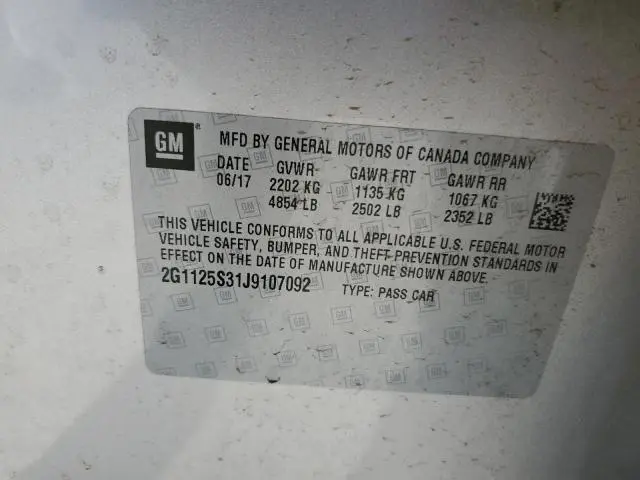 GM®
MFD BY GENERAL MOTORS OF CANADA COMPANY
DATE GVWR GAWR FRT GAWR RR
06/17 2202 KG 1135 KG 1067 KG
4854 LB 2502 LB 2352 LB
THIS VEHICLE CONFORMS TO ALL APPLICABLE U.S. FEDERAL MOTOR
VEHICLE SAFETY, BUMPER, AND THEFT PREVENTION STANDARDS IN
EFFECT ON THE DATE OF MANUFACTURE SHOWN ABOVE.
2G1125S31J9107092 TYPE: PASS CAR